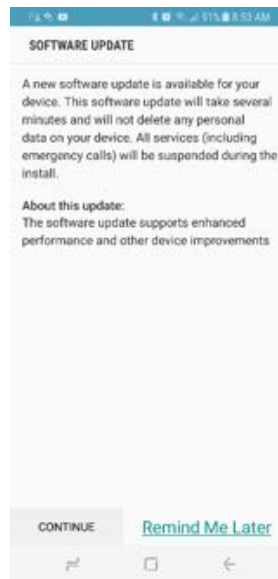 91% 8:53 AM
SOFTWARE UPDATE
A new software update is available for your
device. This software update will take several
minutes and will not delete any personal
data on your device. All services (including
emergency calls) will be suspended during the
install.
About this update:
The software update supports enhanced
performance and other device improvements
CONTINUE
Remind Me Later